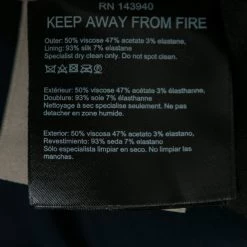 RN 143940
KEEP AWAY FROM FIRE
Outer: 50% viscose 47% acetate 3% elastane,
Lining: 93% silk 7% elastane.
Specialist dry clean only. Do not spot clean.
Extérieur: 50% viscose 47% acétate 3% élasthanne,
Doublure: 93% soie 7% élasthanne
Nettoyage à sec specialise seulement. Ne pas
detacher en zone humide.
Exterior: 50% viscosa 47% acetato 3% elastano,
Revestimiento: 93% seda 7% elasta
Sólo especialista limpiar en seco. No limpiar
las manchas.